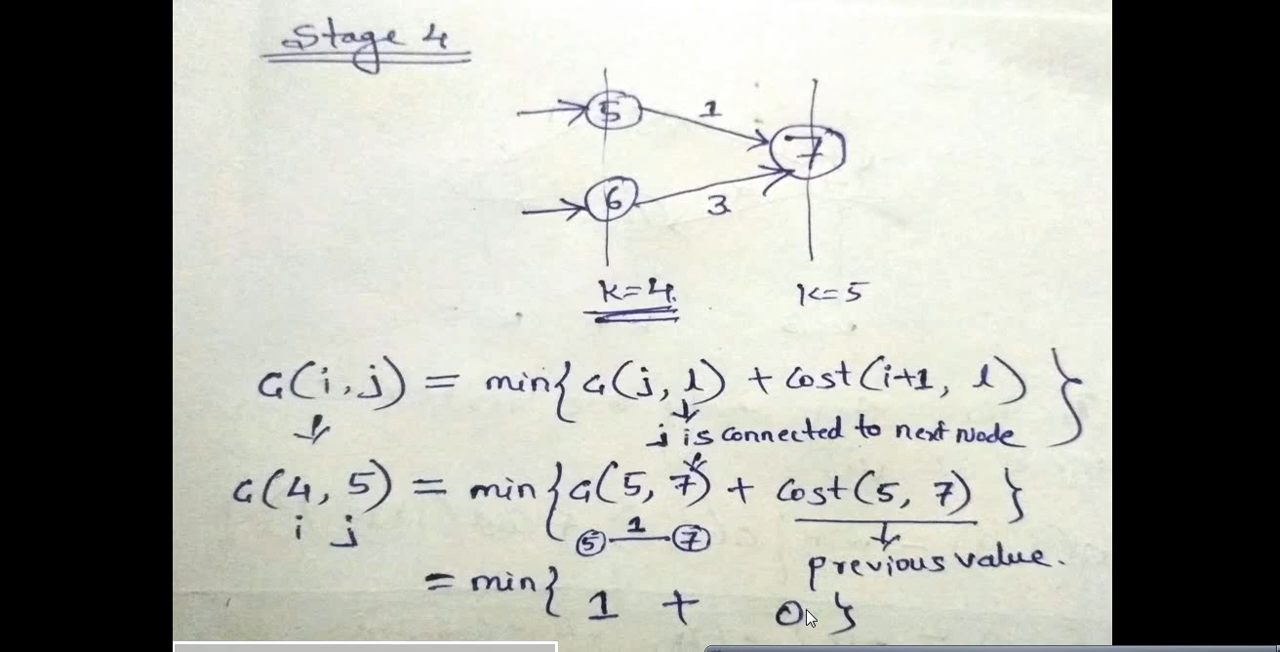 Stage 4
5 1 7
6 3
K=4. K=5
G(i,j) = min{G(j,l) + cost(i+1, l)}
j is connected to next node
G(4,5) = min{G(5,7) + cost(5,7)}
i j
5 1 7
previous value.
= min{ 1 + 0 }